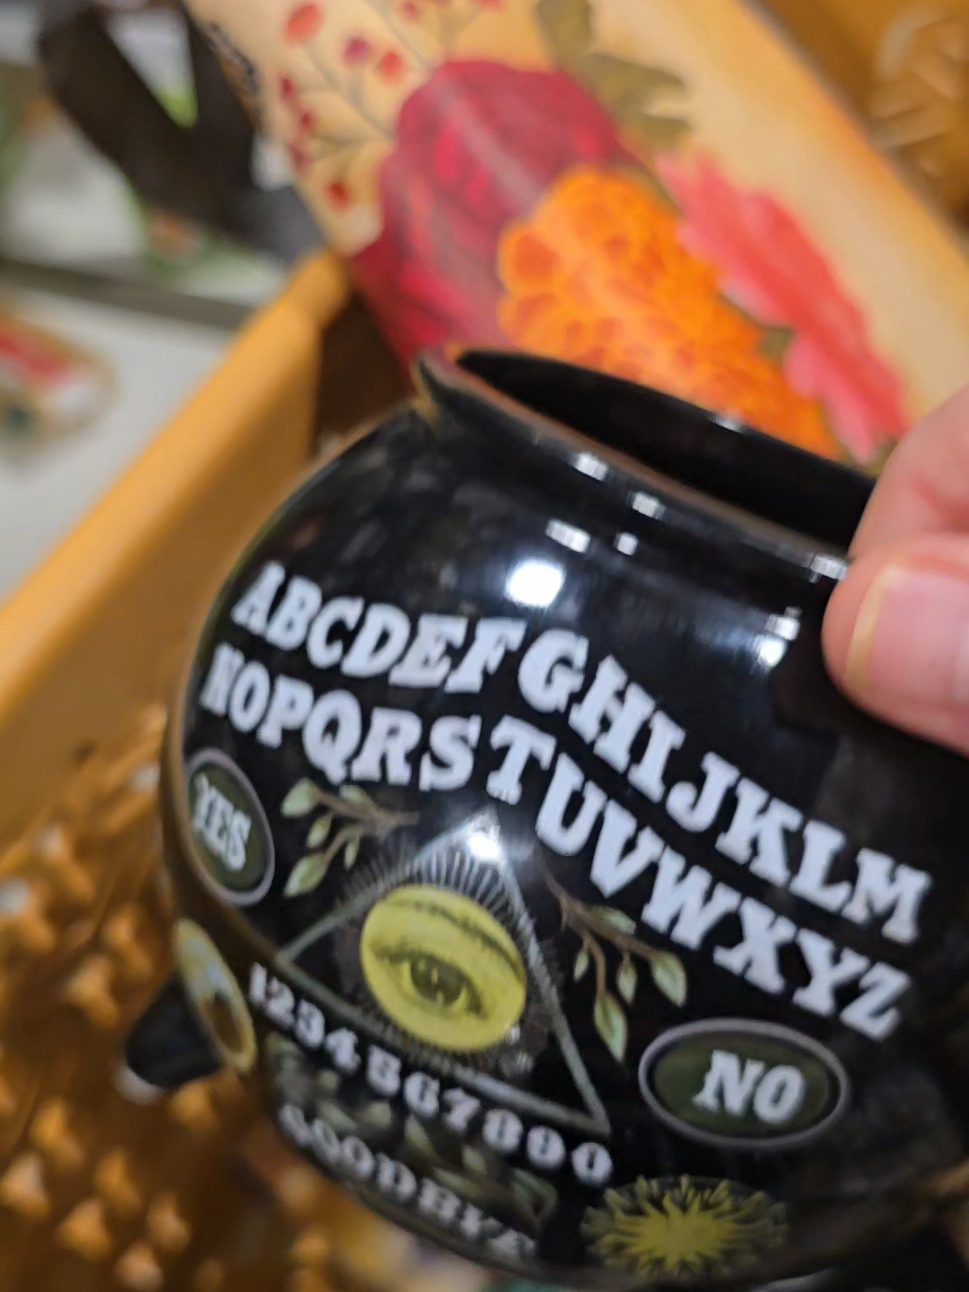 ABCDEFGHIJKLM
NOPQRSTUVWXYZ
YES
1234567890
NO
GOODBYE